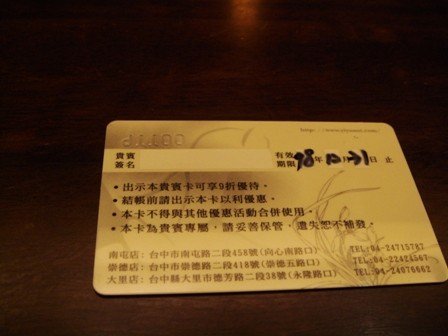 http://www.yiyuann.com/
貴賓
簽名
有效
期限 98年12月31日 止
・出示本貴賓卡可享9折優待。
・結帳前請出示本卡以利優惠。
・本卡不得與其他優惠活動合併使用。
・本卡為貴賓專屬，請妥善保管，遺失恕不補發。
南屯店: 台中市南屯路二段458號(向心南路口) TEL:04-24715787
崇德店: 台中市崇德路二段418號(崇德五路口) TEL:04-22424567
大里店: 台中縣大里市德芳路二段38號(永隆路口) TEL:04-24076662